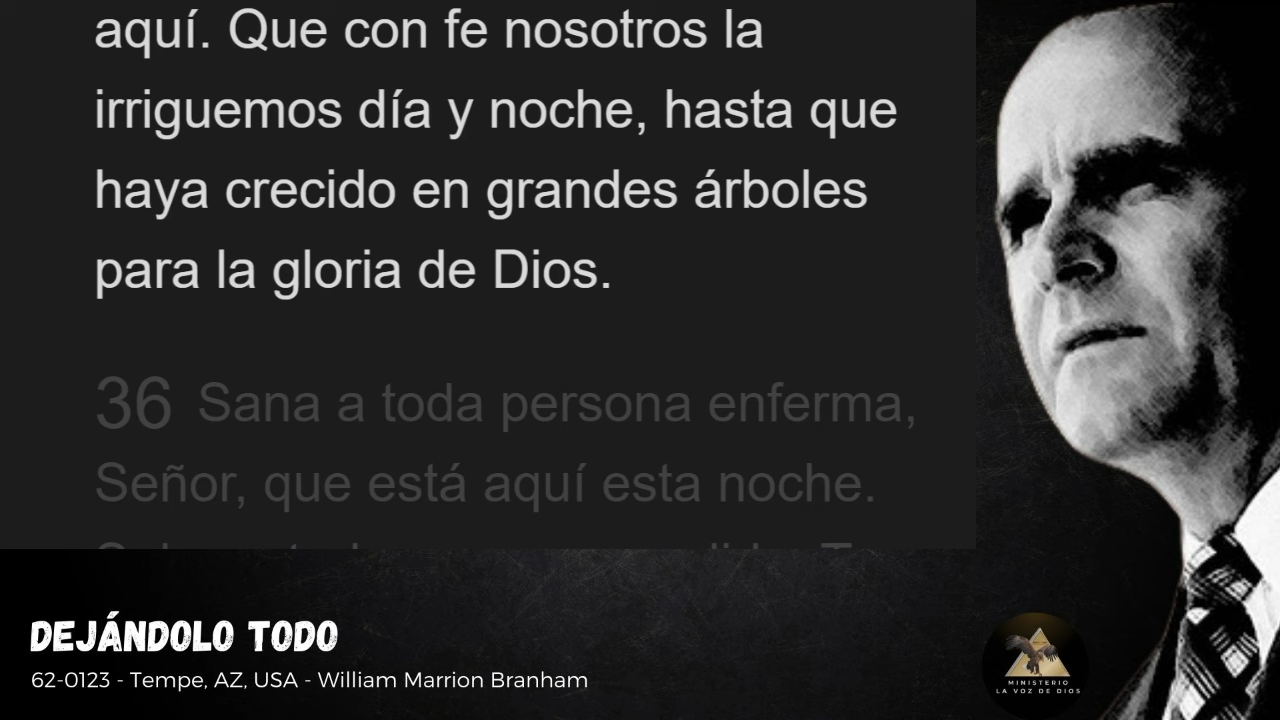 aquí. Que con fe nosotros la
irriguemos día y noche, hasta que
haya crecido en grandes árboles
para la gloria de Dios.
36 Sana a toda persona enferma,
Señor, que está aquí esta noche.
DEJÁNDOLO TODO
62-0123 - Tempe, AZ, USA - William Marrion Branham
MINISTERIO
LA VOZ DE DIOS